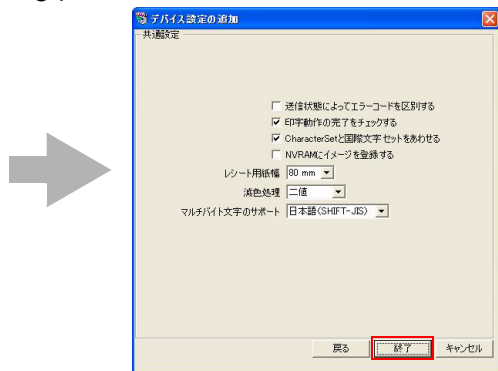 デバイス設定の追加
共通設定
送信状態によってエラーコードを区別する
印字動作の完了をチェックする
CharacterSetと国際文字セットをあわせる
NVRAMにイメージを登録する
レシート用紙幅 80 mm
減色処理 二値
マルチバイト文字のサポート 日本語(SHIFT-JIS)
戻る 終了 キャンセル